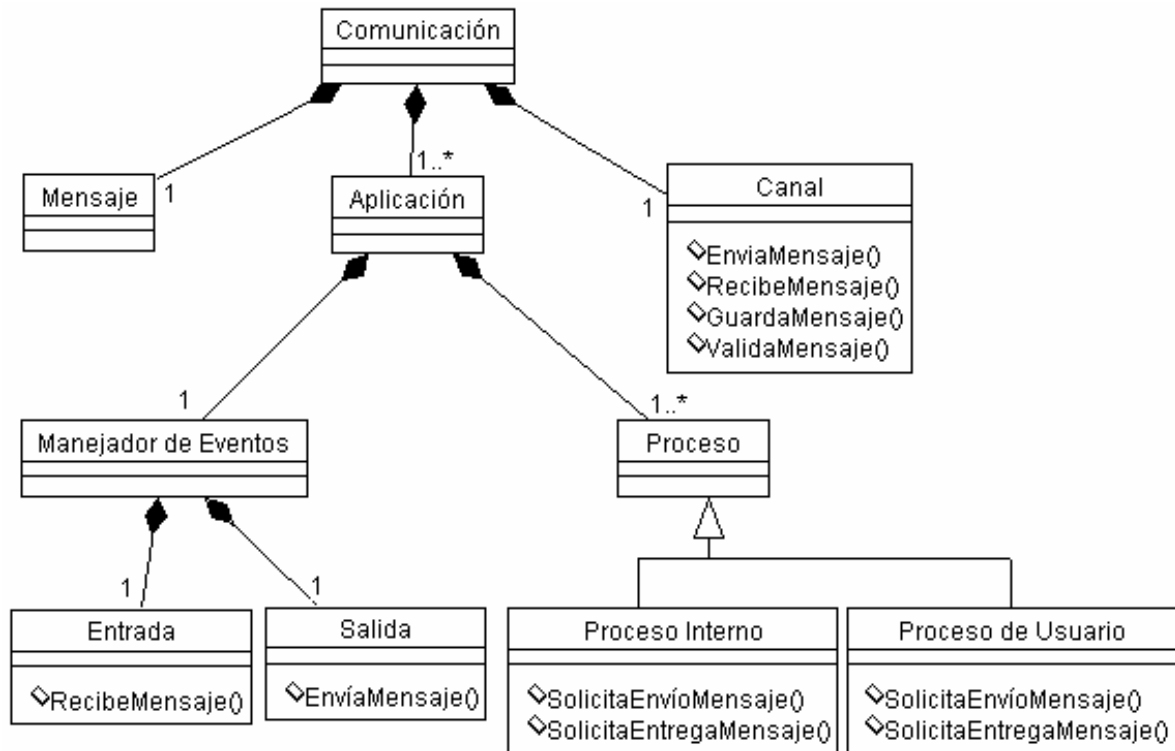 Comunicación
1
1..*
1
Mensaje
Aplicación
Canal
EnviaMensaje()
RecibeMensaje()
GuardaMensaje()
ValidaMensaje()
1
1..*
Manejador de Eventos
Proceso
1
1
Entrada
RecibeMensaje()
Salida
EnvíaMensaje()
Proceso Interno
SolicitaEnvíoMensaje()
SolicitaEntregaMensaje()
Proceso de Usuario
SolicitaEnvíoMensaje()
SolicitaEntregaMensaje()